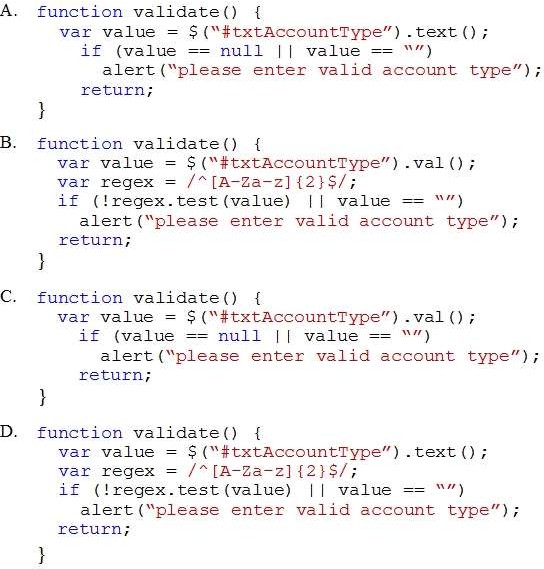 A. function validate() {
var value = $(“#txtAccountType”).text();
if (value == null || value == “”)
alert(“please enter valid account type”);
return;
}
B. function validate() {
var value = $(“#txtAccountType”).val();
var regex = /^[A-Za-z]{2}$/;
if (!regex.test(value) || value == “”)
alert(“please enter valid account type”);
return;
}
C. function validate() {
var value = $(“#txtAccountType”).val();
if (value == null || value == “”)
alert(“please enter valid account type”);
return;
}
D. function validate() {
var value = $(“#txtAccountType”).text();
var regex = /^[A-Za-z]{2}$/;
if (!regex.test(value) || value == “”)
alert(“please enter valid account type”);
return;
}